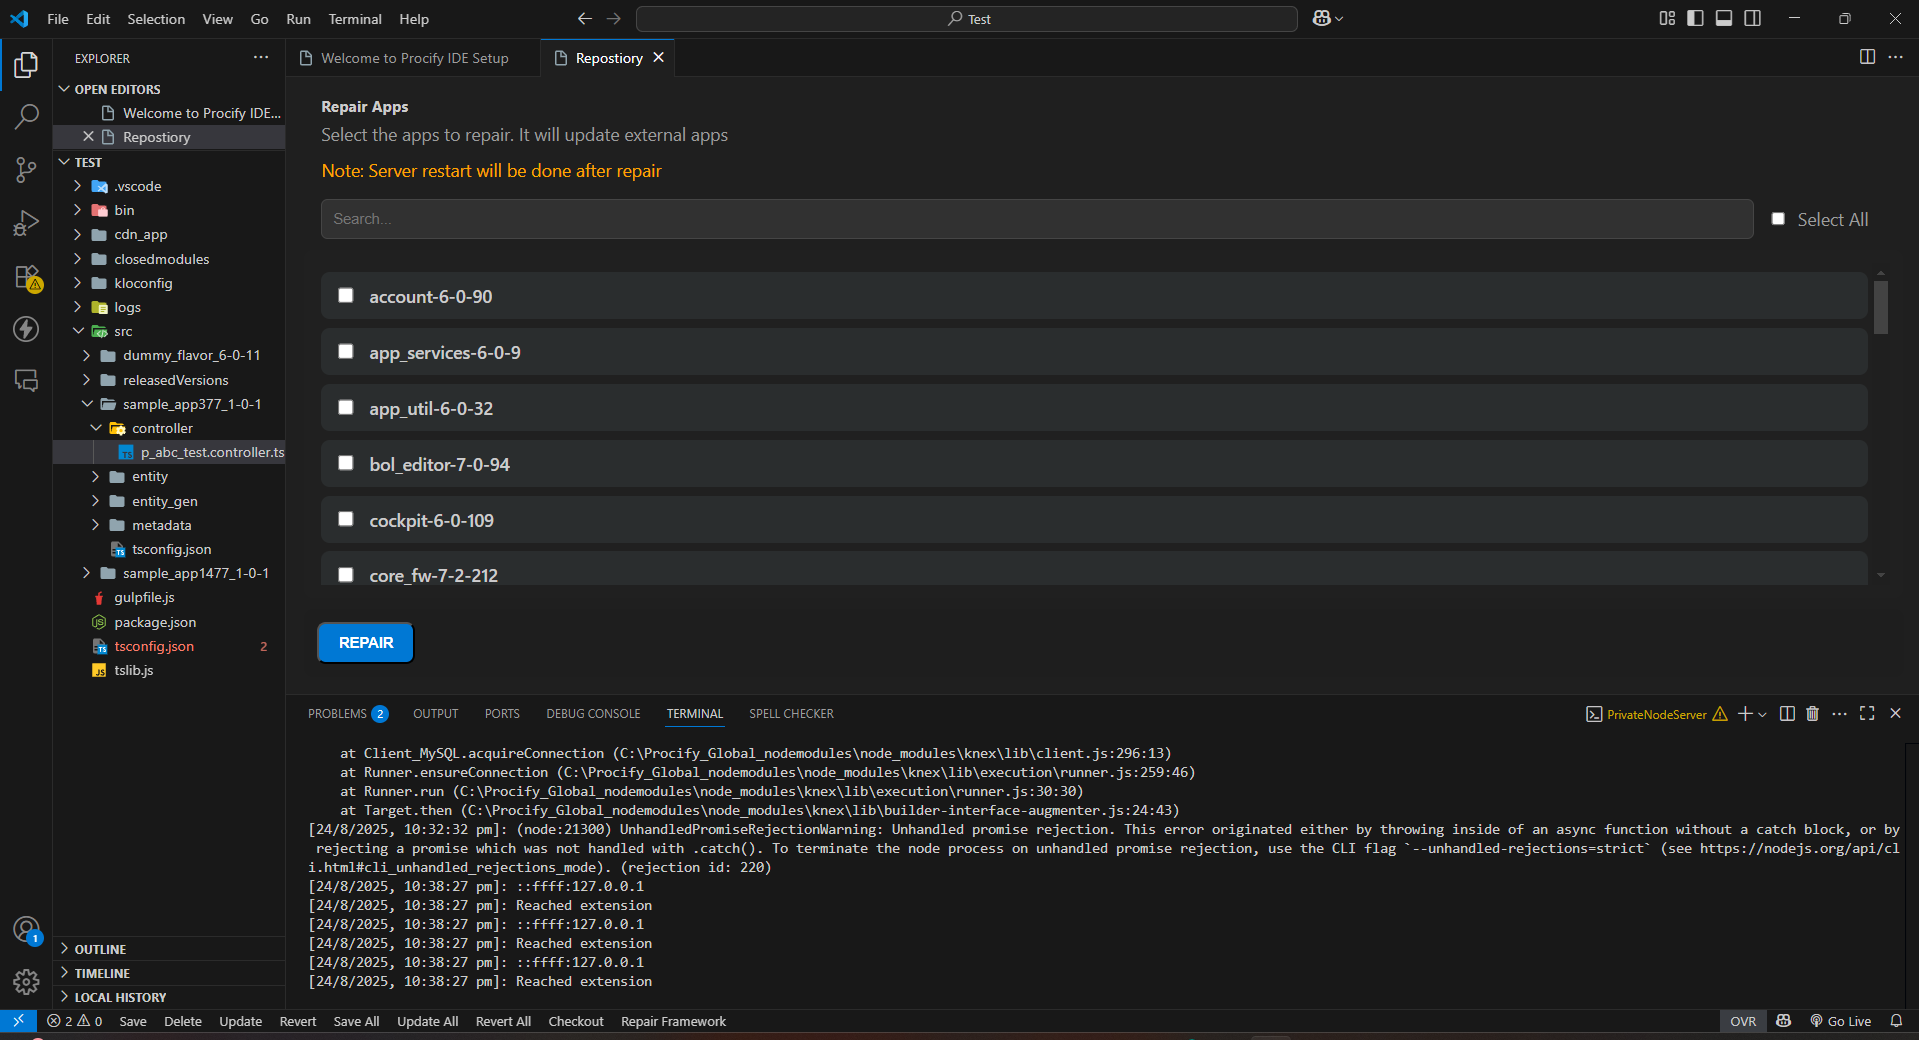 File Edit Selection View Go Run Terminal Help
Test
EXPLORER
OPEN EDITORS
Welcome to Procify IDE...
Repostiory
TEST
.vscode
bin
cdn_app
closedmodules
kloconfig
logs
src
dummy_flavor_6-0-11
releasedVersions
sample_app377_1-0-1
controller
p_abc_test.controller.ts
entity
entity_gen
metadata
tsconfig.json
sample_app1477_1-0-1
gulpfile.js
package.json
tsconfig.json 2
tslib.js
OUTLINE
TIMELINE
LOCAL HISTORY
Welcome to Procify IDE Setup
Repostiory
Repair Apps
Select the apps to repair. It will update external apps
Note: Server restart will be done after repair
Search...
Select All
account-6-0-90
app_services-6-0-9
app_util-6-0-32
bol_editor-7-0-94
cockpit-6-0-109
core_fw-7-2-212
REPAIR
PROBLEMS 2 OUTPUT PORTS DEBUG CONSOLE TERMINAL SPELL CHECKER
PrivateNodeServer
at Client_MySQL.acquireConnection (C:\Procify_Global_nodemodules\node_modules\knex\lib\client.js:296:13)
at Runner.ensureConnection (C:\Procify_Global_nodemodules\node_modules\knex\lib\execution\runner.js:259:46)
at Runner.run (C:\Procify_Global_nodemodules\node_modules\knex\lib\execution\runner.js:30:30)
at Target.then (C:\Procify_Global_nodemodules\node_modules\knex\lib\builder-interface-augmenter.js:24:43)
[24/8/2025, 10:32:32 pm]: (node:21300) UnhandledPromiseRejectionWarning: Unhandled promise rejection. This error originated either by throwing inside of an async function without a catch block, or by
rejecting a promise which was not handled with .catch(). To terminate the node process on unhandled promise rejection, use the CLI flag `--unhandled-rejections=strict` (see https://nodejs.org/api/cl
i.html#cli_unhandled_rejections_mode). (rejection id: 220)
[24/8/2025, 10:38:27 pm]: ::ffff:127.0.0.1
[24/8/2025, 10:38:27 pm]: Reached extension
[24/8/2025, 10:38:27 pm]: ::ffff:127.0.0.1
[24/8/2025, 10:38:27 pm]: Reached extension
[24/8/2025, 10:38:27 pm]: ::ffff:127.0.0.1
[24/8/2025, 10:38:27 pm]: Reached extension
1
2 0 Save Delete Update Revert Save All Update All Revert All Checkout Repair Framework
OVR Go Live